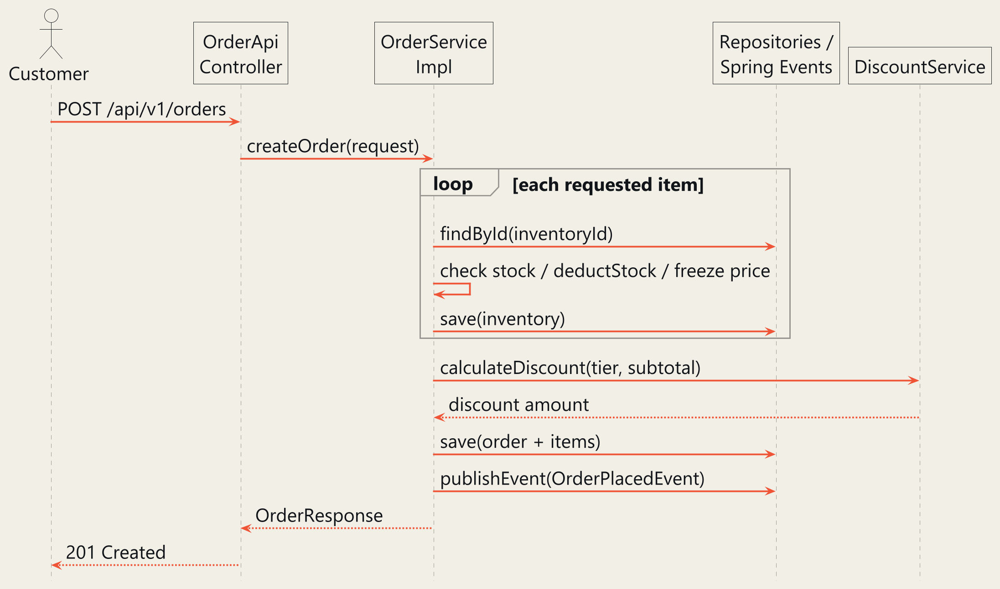 Customer
OrderApi
Controller
OrderService
Impl
Repositories /
Spring Events
DiscountService
POST /api/v1/orders
createOrder(request)
loop [each requested item]
findById(inventoryId)
check stock / deductStock / freeze price
save(inventory)
calculateDiscount(tier, subtotal)
discount amount
save(order + items)
publishEvent(OrderPlacedEvent)
OrderResponse
201 Created